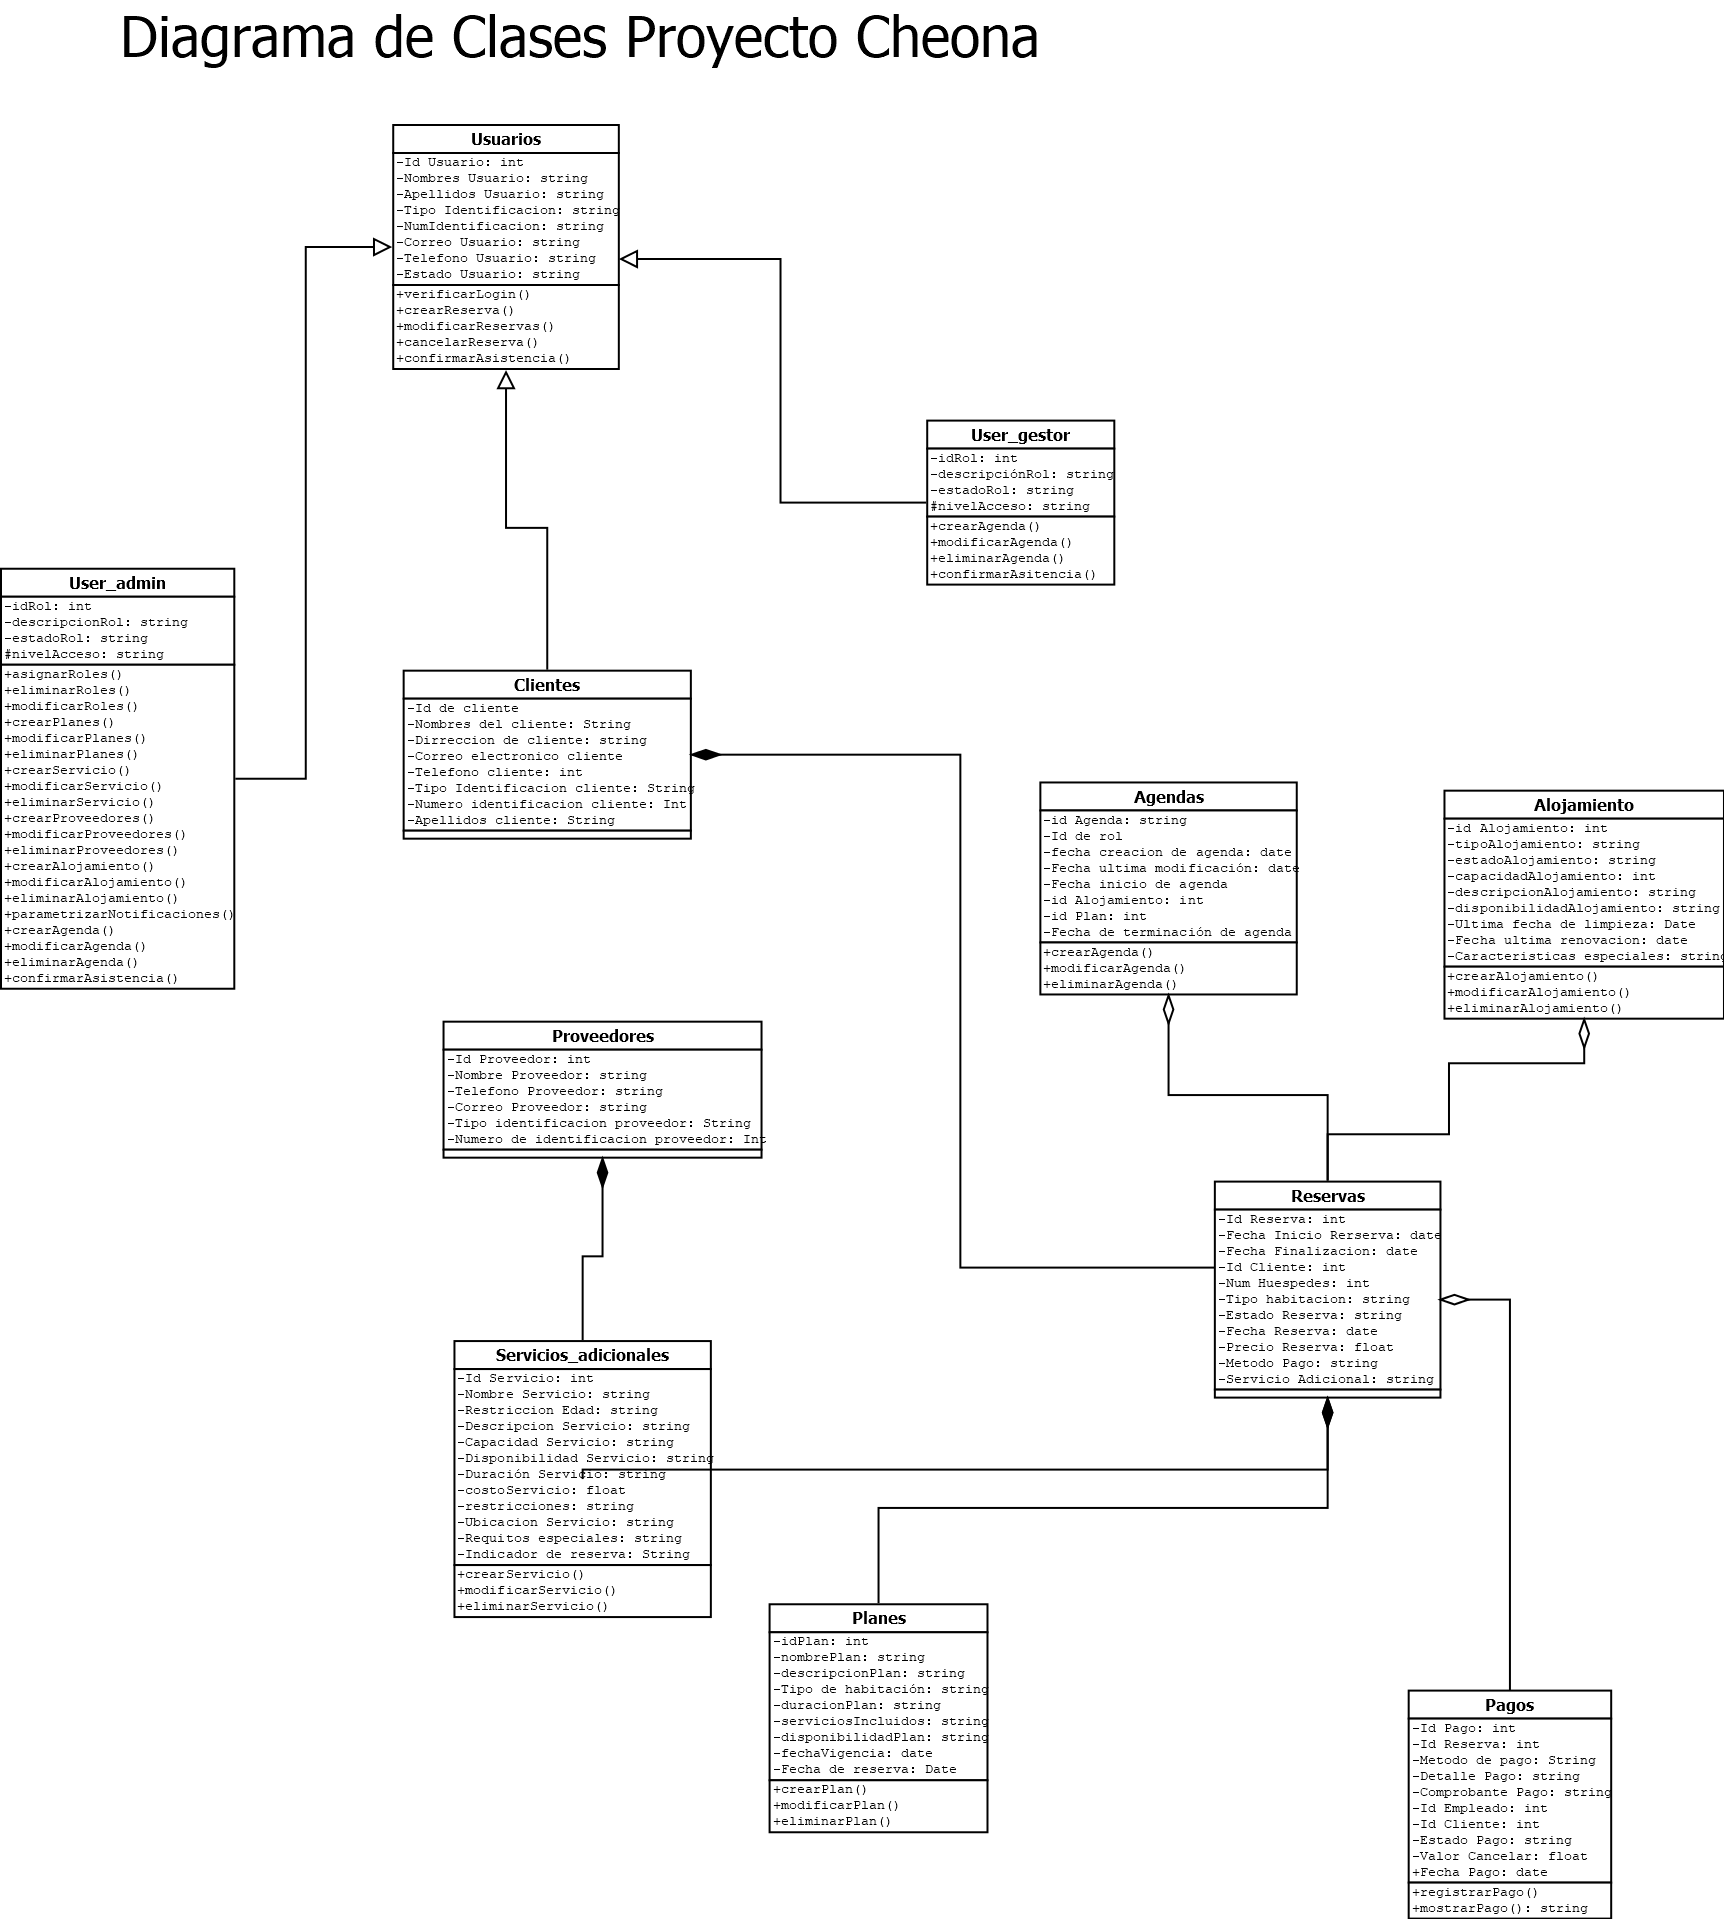 Diagrama de Clases Proyecto Cheona
Usuarios
-Id Usuario: int
-Nombres Usuario: string
-Apellidos Usuario: string
-Tipo Identificacion: string
-NumIdentificacion: string
-Correo Usuario: string
-Telefono Usuario: string
-Estado Usuario: string
+verificarLogin()
+crearReserva()
+modificarReservas()
+cancelarReserva()
+confirmarAsistencia()
User_gestor
-idRol: int
-descripciónRol: string
-estadoRol: string
#nivelAcceso: string
+crearAgenda()
+modificarAgenda()
+eliminarAgenda()
+confirmarAsitencia()
User_admin
-idRol: int
-descripcionRol: string
-estadoRol: string
#nivelAcceso: string
+asignarRoles()
+eliminarRoles()
+modificarRoles()
+crearPlanes()
+modificarPlanes()
+eliminarPlanes()
+crearServicio()
+modificarServicio()
+eliminarServicio()
+crearProveedores()
+modificarProveedores()
+eliminarProveedores()
+crearAlojamiento()
+modificarAlojamiento()
+eliminarAlojamiento()
+parametrizarNotificaciones()
+crearAgenda()
+modificarAgenda()
+eliminarAgenda()
+confirmarAsistencia()
Clientes
-Id de cliente
-Nombres del cliente: String
-Dirreccion de cliente: string
-Correo electronico cliente
-Telefono cliente: int
-Tipo Identificacion cliente: String
-Numero identificacion cliente: Int
-Apellidos cliente: String
Agendas
-id Agenda: string
-Id de rol
-fecha creacion de agenda: date
-Fecha ultima modificación: date
-Fecha inicio de agenda
-id Alojamiento: int
-id Plan: int
-Fecha de terminación de agenda
+crearAgenda()
+modificarAgenda()
+eliminarAgenda()
Alojamiento
-id Alojamiento: int
-tipoAlojamiento: string
-estadoAlojamiento: string
-capacidadAlojamiento: int
-descripcionAlojamiento: string
-disponibilidadAlojamiento: string
-Ultima fecha de limpieza: Date
-Fecha ultima renovacion: date
-Caracteristicas especiales: string
+crearAlojamiento()
+modificarAlojamiento()
+eliminarAlojamiento()
Proveedores
-Id Proveedor: int
-Nombre Proveedor: string
-Telefono Proveedor: string
-Correo Proveedor: string
-Tipo identificacion proveedor: String
-Numero de identificacion proveedor: Int
Reservas
-Id Reserva: int
-Fecha Inicio Rerserva: date
-Fecha Finalizacion: date
-Id Cliente: int
-Num Huespedes: int
-Tipo habitacion: string
-Estado Reserva: string
-Fecha Reserva: date
-Precio Reserva: float
-Metodo Pago: string
-Servicio Adicional: string
Servicios_adicionales
-Id Servicio: int
-Nombre Servicio: string
-Restriccion Edad: string
-Descripcion Servicio: string
-Capacidad Servicio: string
-Disponibilidad Servicio: string
-Duración Servicio: string
-costoServicio: float
-restricciones: string
-Ubicacion Servicio: string
-Requitos especiales: string
-Indicador de reserva: String
+crearServicio()
+modificarServicio()
+eliminarServicio()
Planes
-idPlan: int
-nombrePlan: string
-descripcionPlan: string
-Tipo de habitación: string
-duracionPlan: string
-serviciosIncluidos: string
-disponibilidadPlan: string
-fechaVigencia: date
-Fecha de reserva: Date
+crearPlan()
+modificarPlan()
+eliminarPlan()
Pagos
-Id Pago: int
-Id Reserva: int
-Metodo de pago: String
-Detalle Pago: string
-Comprobante Pago: string
-Id Empleado: int
-Id Cliente: int
-Estado Pago: string
-Valor Cancelar: float
+Fecha Pago: date
+registrarPago()
+mostrarPago(): string